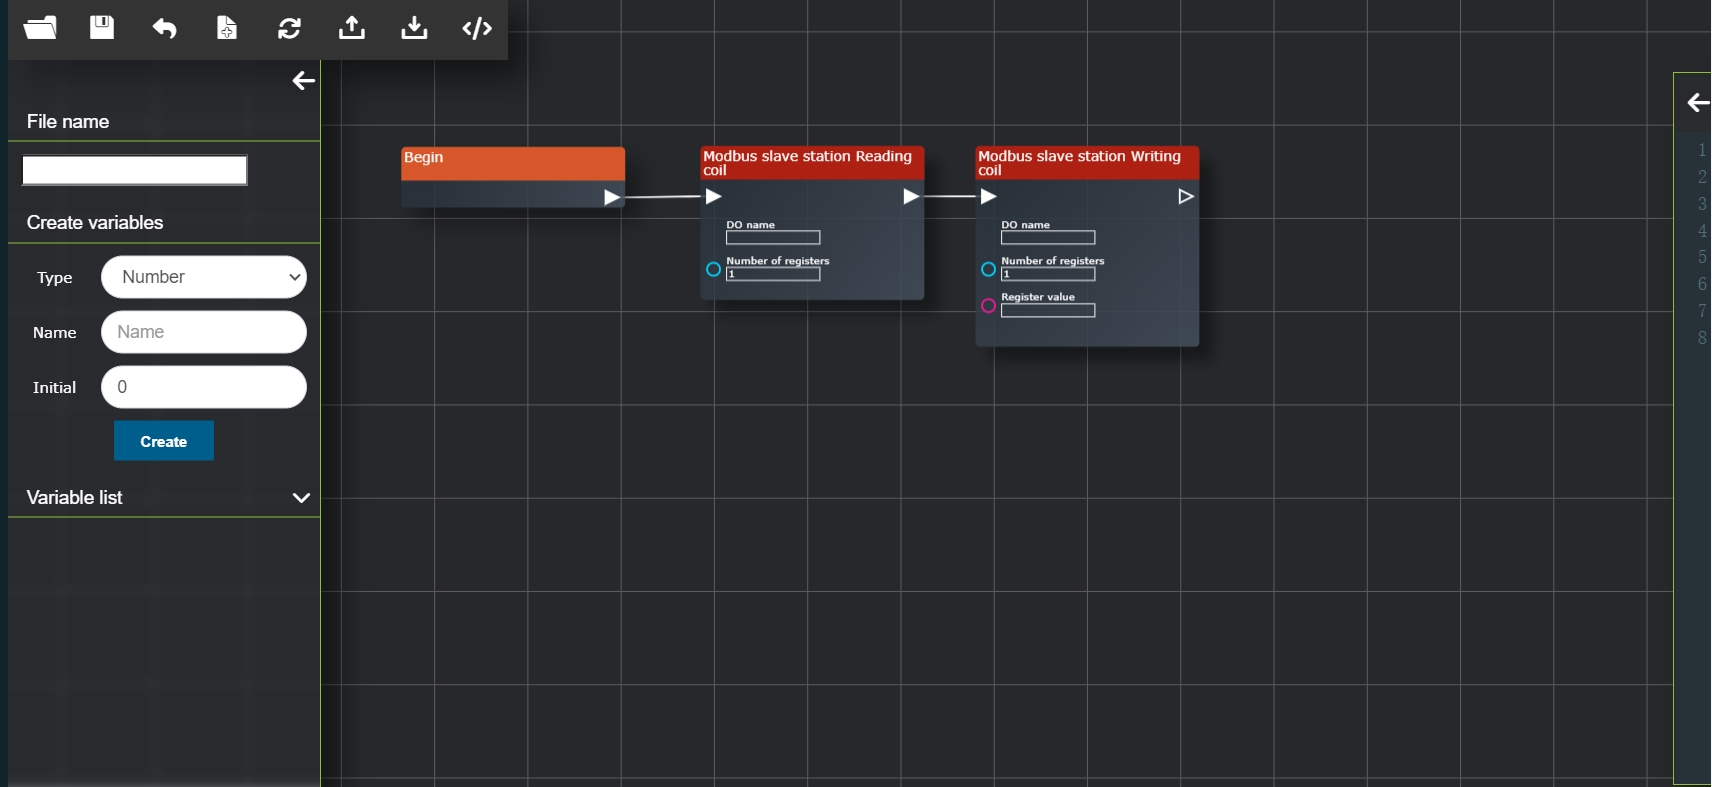 File name
Create variables
Type
Number
Name
Name
Initial
0
Create
Variable list
Begin
Modbus slave station Reading
coil
DO name
Number of registers
1
Modbus slave station Writing
coil
DO name
Number of registers
1
Register value
1
2
3
4
5
6
7
8